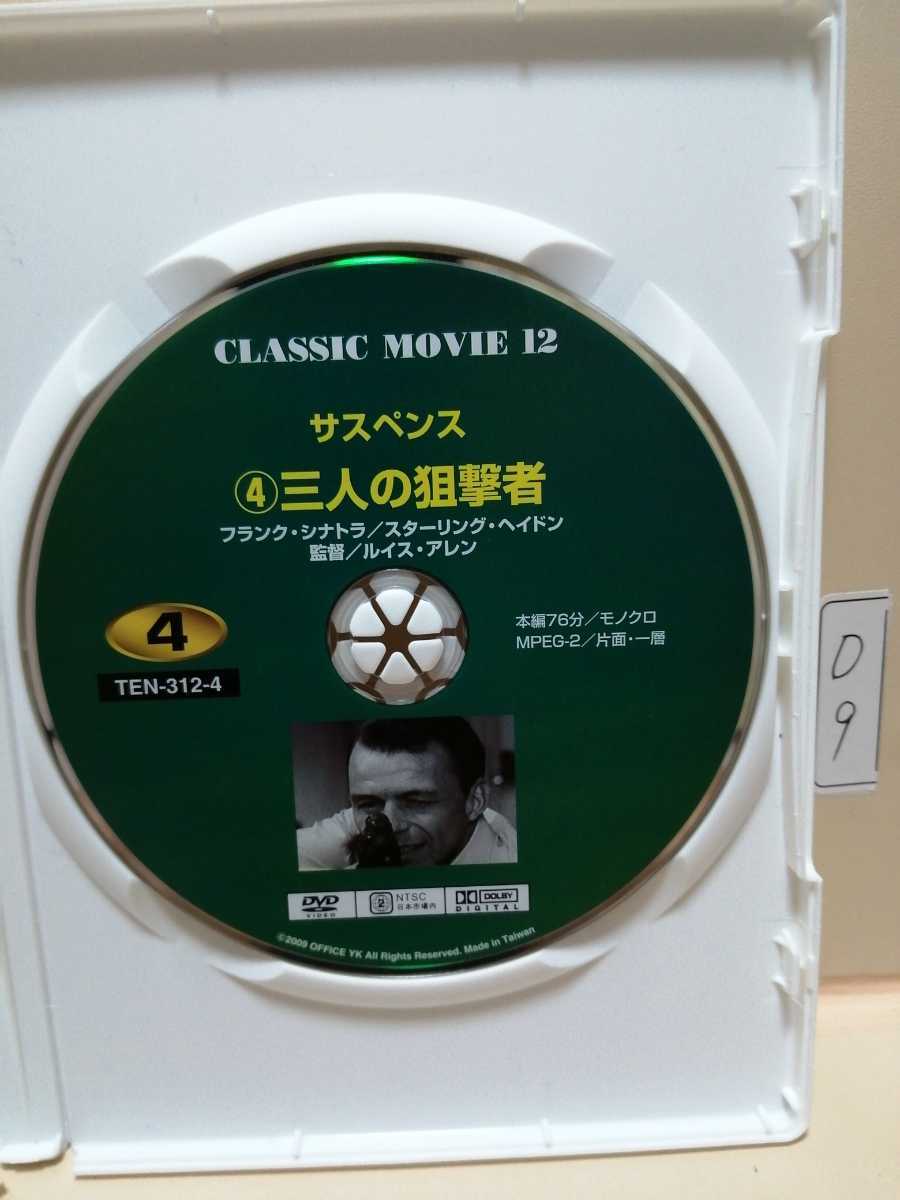 CLASSIC MOVIE 12
サスペンス
④三人の狙撃者
フランク・シナトラ/スターリング・ヘイドン
監督/ルイス・アレン
本編76分/モノクロ
MPEG-2/片面・一層
4
TEN-312-4
D9
DVD
VIDEO
2
NTSC
日本市場内
DOLBY
DIGITAL
©2009 OFFICE YK All Rights Reserved. Made in Taiwan